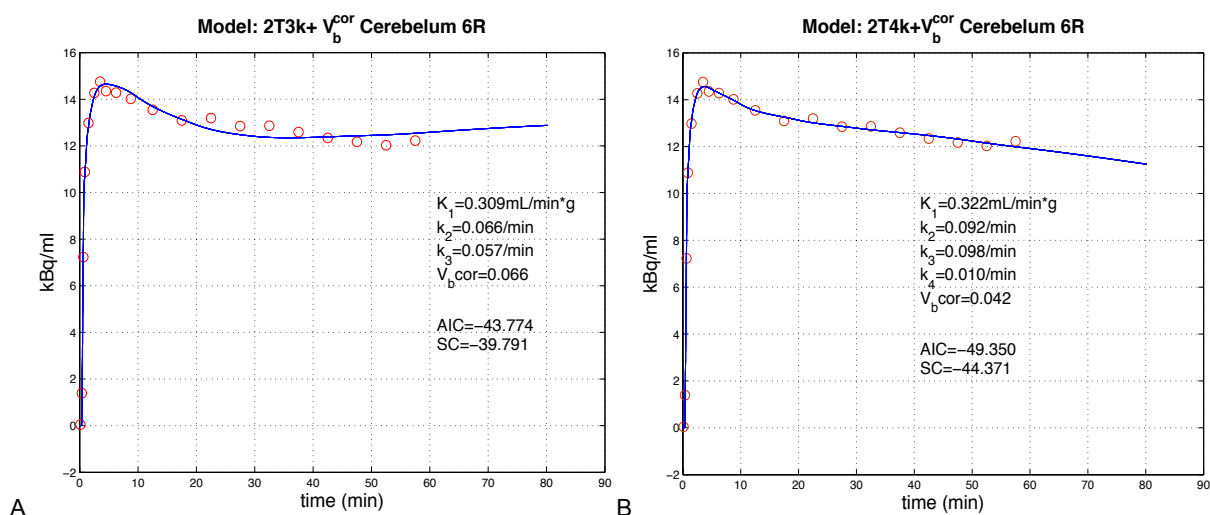 Model: 2T3k+ V_b^cor Cerebelum 6R
16
14
12
10
8
6
4
2
0
−2
kBq/ml
K_1=0.309mL/min*g
k_2=0.066/min
k_3=0.057/min
V_bcor=0.066
AIC=−43.774
SC=−39.791
0 10 20 30 40 50 60 70 80 90
time (min)
A
Model: 2T4k+V_b^cor Cerebelum 6R
16
14
12
10
8
6
4
2
0
−2
kBq/ml
K_1=0.322mL/min*g
k_2=0.092/min
k_3=0.098/min
k_4=0.010/min
V_bcor=0.042
AIC=−49.350
SC=−44.371
0 10 20 30 40 50 60 70 80 90
time (min)
B